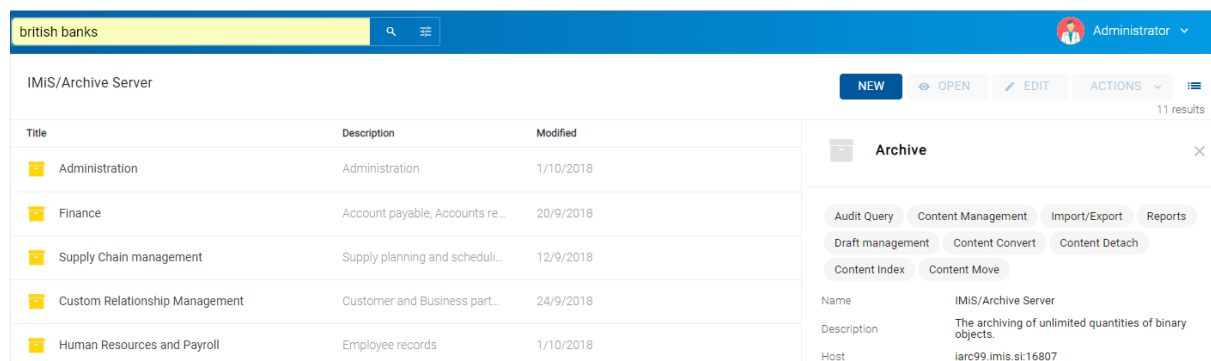 british banks
Administrator
IMiS/Archive Server
NEW OPEN EDIT ACTIONS
11 results
Title Description Modified
Archive
Administration Administration 1/10/2018
Finance Account payable, Accounts re... 20/9/2018
Audit Query Content Management Import/Export Reports
Draft management Content Convert Content Detach
Supply Chain management Supply planning and scheduli... 12/9/2018
Content Index Content Move
Custom Relationship Management Customer and Business part... 24/9/2018
Name IMiS/Archive Server
Description The archiving of unlimited quantities of binary
objects.
Human Resources and Payroll Employee records 1/10/2018
Host iarc99.imis.si:16807